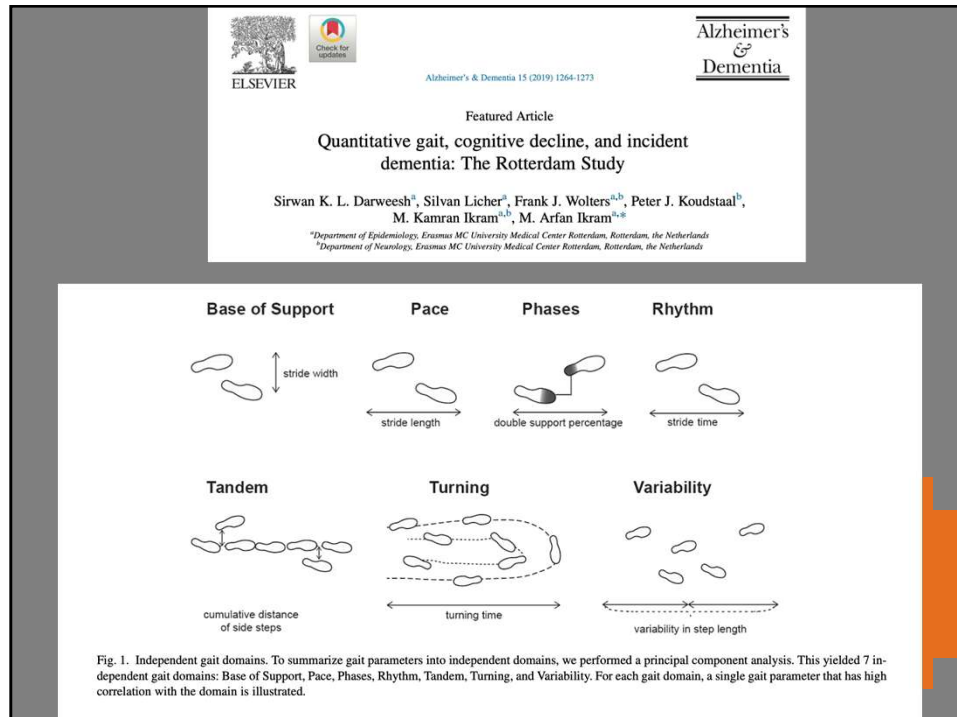 ELSEVIER
Check for
updates
Alzheimer's & Dementia 15 (2019) 1264-1273
Alzheimer's
&
Dementia
Featured Article
Quantitative gait, cognitive decline, and incident
dementia: The Rotterdam Study
Sirwan K. L. Darweesh^a, Silvan Licher^a, Frank J. Wolters^a,b, Peter J. Koudstaal^b,
M. Kamran Ikram^a,b, M. Arfan Ikram^a,*
^aDepartment of Epidemiology, Erasmus MC University Medical Center Rotterdam, Rotterdam, the Netherlands
^bDepartment of Neurology, Erasmus MC University Medical Center Rotterdam, Rotterdam, the Netherlands
Base of Support Pace Phases Rhythm
stride width
stride length double support percentage stride time
Tandem Turning Variability
cumulative distance
of side steps
turning time
variability in step length
Fig. 1. Independent gait domains. To summarize gait parameters into independent domains, we performed a principal component analysis. This yielded 7 in-
dependent gait domains: Base of Support, Pace, Phases, Rhythm, Tandem, Turning, and Variability. For each gait domain, a single gait parameter that has high
correlation with the domain is illustrated.